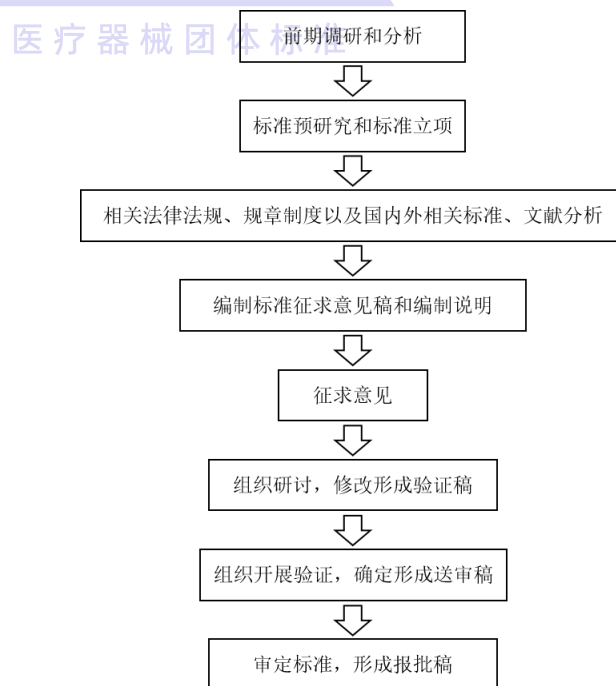 医疗器械团体标准
前期调研和分析
标准预研究和标准立项
相关法律法规、规章制度以及国内外相关标准、文献分析
编制标准征求意见稿和编制说明
征求意见
组织研讨，修改形成验证稿
组织开展验证，确定形成送审稿
审定标准，形成报批稿